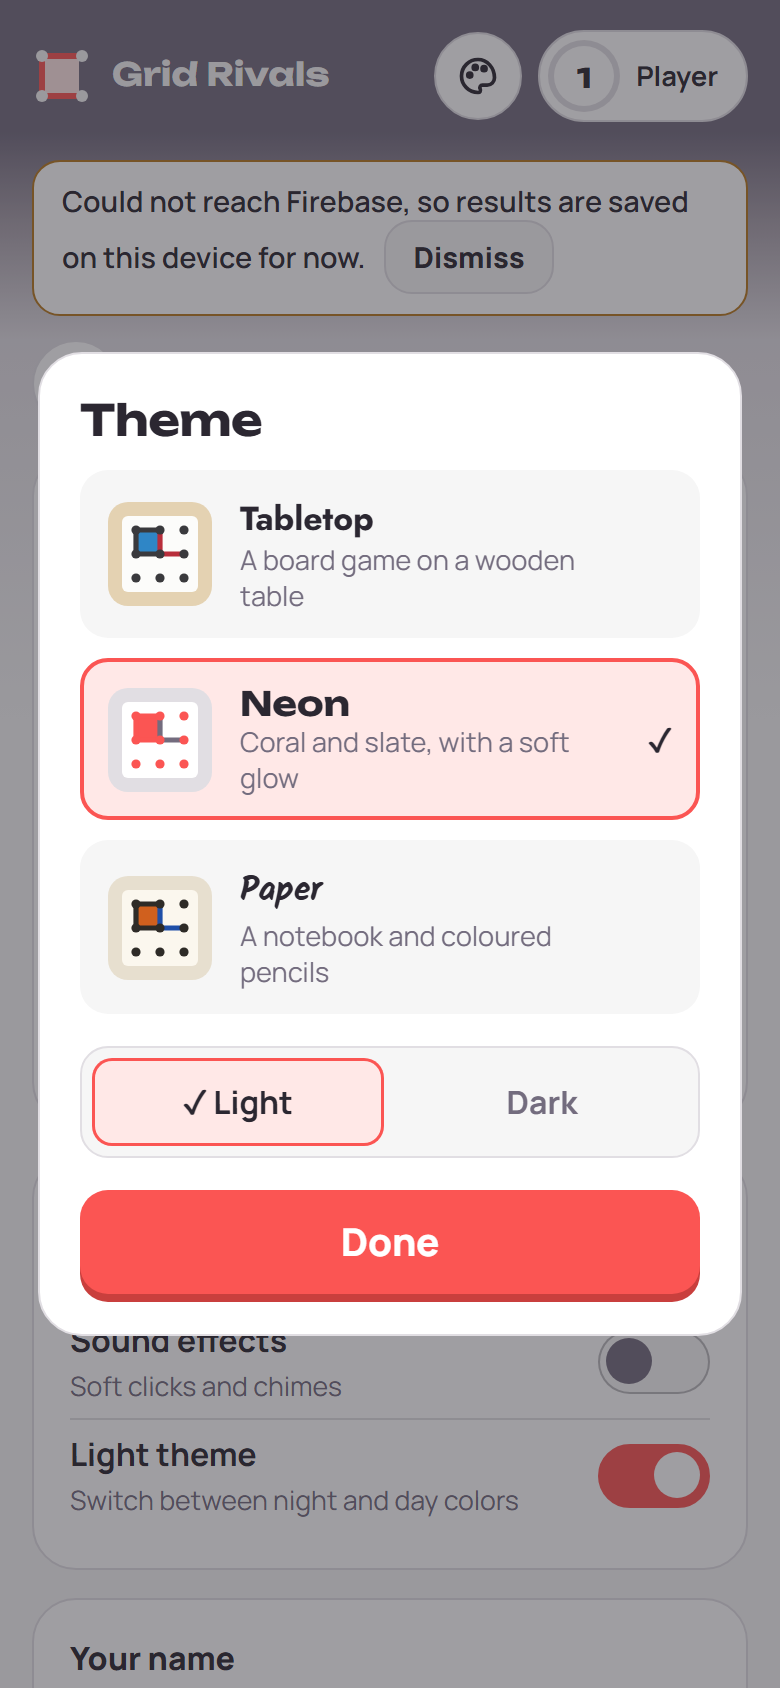 Grid Rivals
1 Player
Could not reach Firebase, so results are saved
on this device for now. Dismiss
Theme
Tabletop
A board game on a wooden
table
Neon
Coral and slate, with a soft
glow
✓
Paper
A notebook and coloured
pencils
✓ Light Dark
Done
Sound effects
Soft clicks and chimes
Light theme
Switch between night and day colors
Your name